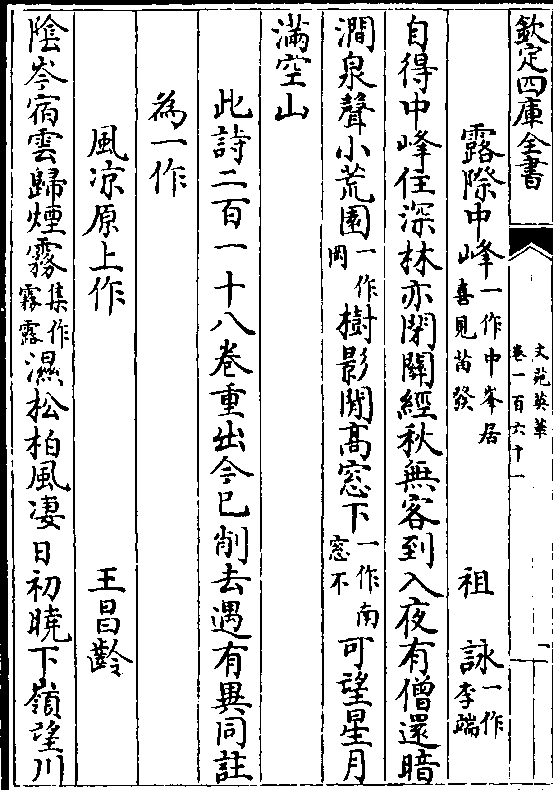 欽定四庫全書
文苑英華
卷一百六十一
露際中峰一作中峯居喜見苗發 祖詠一作李端
自得中峰住深林亦閉關經秋無客到入夜有僧還暗
澗泉聲小荒園一作岡樹影閒高窓下一作南窓不可望星月
滿空山
此詩二百一十八卷重出今已削去遇有異同註
為一作
風凉原上作 王昌齡
陰岑宿雲歸煙霧集作霧露濕松柏風凄日初曉下嶺望川